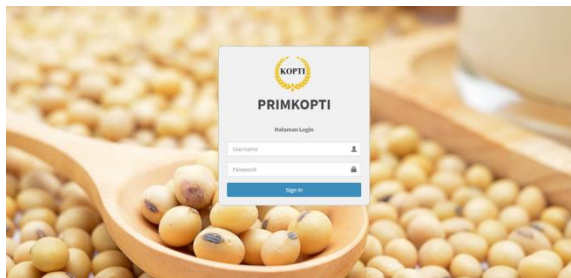 KOPTI
PRIMKOPTI
Halaman Login
Username
Password
Sign In